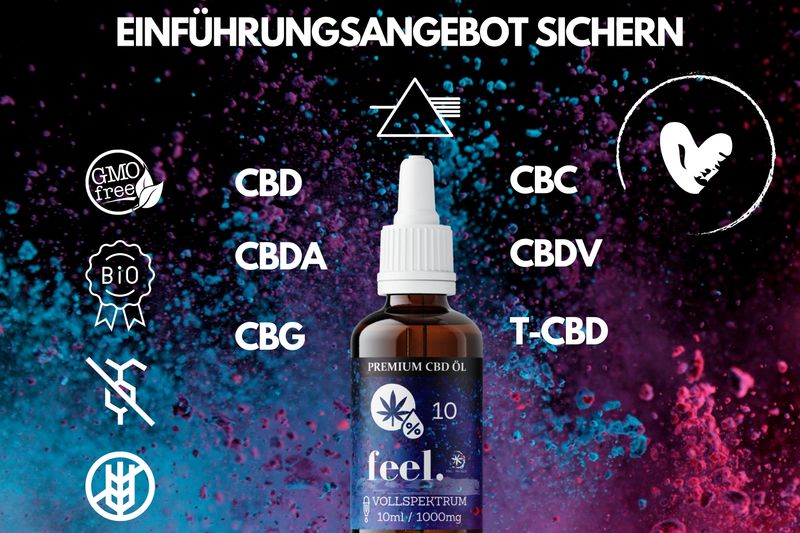 EINFÜHRUNGSANGEBOT SICHERN
GMO
free
BiO
CBD
CBDA
CBG
CBC
CBDV
T-CBD
PREMIUM CBD ÖL
10
%
feel.
VOLLSPEKTRUM
10ml / 1000mg